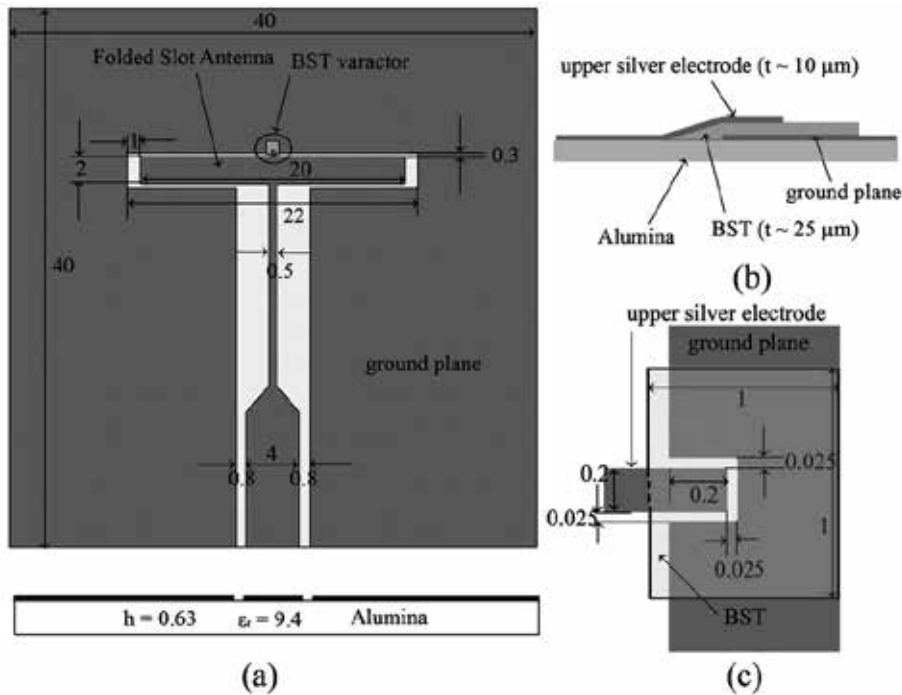 40
Folded Slot Antenna
BST varactor
1
2
0.3
20
22
40
0.5
ground plane
4
0.8
0.8
h = 0.63 εr = 9.4 Alumina
(a)
upper silver electrode (t ~ 10 μm)
ground plane
BST (t ~ 25 μm)
Alumina
(b)
upper silver electrode
ground plane
1
0.025
0.2
0.2
0.025
1
0.025
BST
(c)